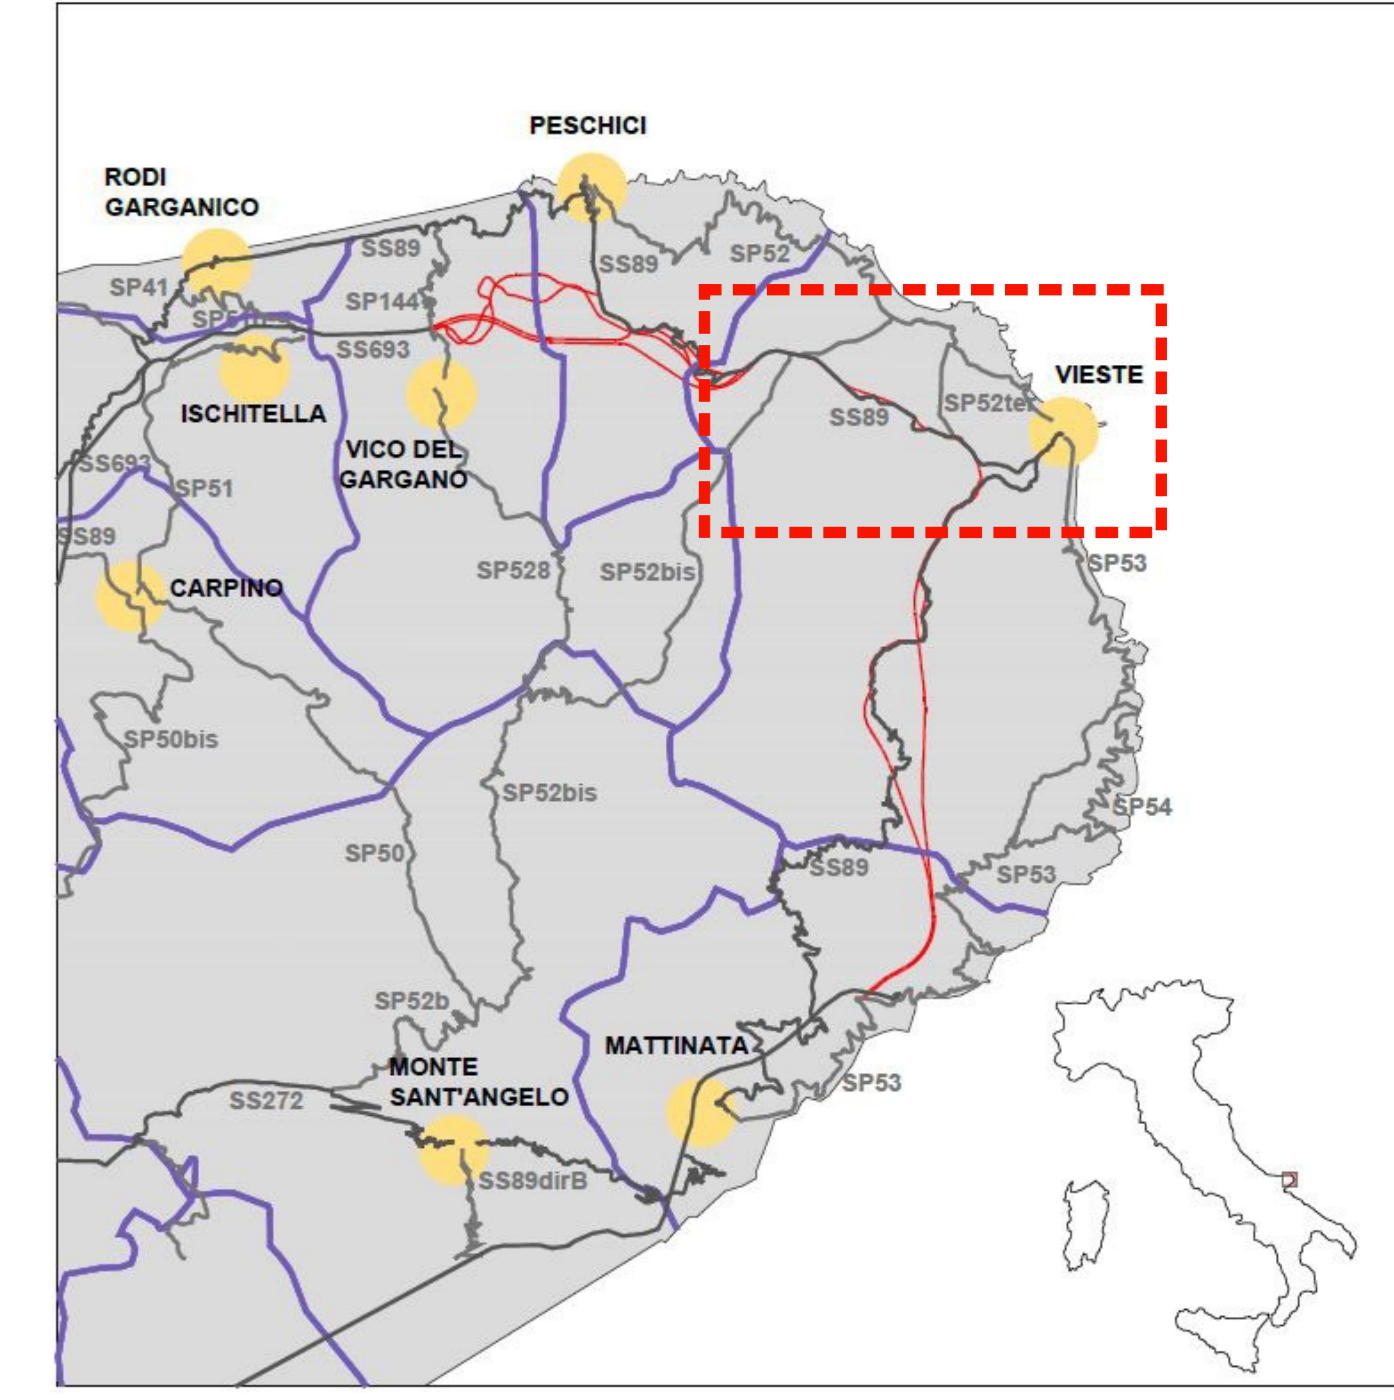 PESCHICI
RODI
GARGANICO
SS89
SP52
SS89
SP41
SP144
SS693
VIESTE
SP52ter
SS89
ISCHITELLA
VICO DEL
GARGANO
SS693
SP51
SS89
CARPINO
SP528
SP52bis
SP53
SP50bis
SP52bis
SP54
SP50
SS89
SP53
SP52b
MATTINATA
MONTE
SANT'ANGELO
SP53
SS272
SS89dirB